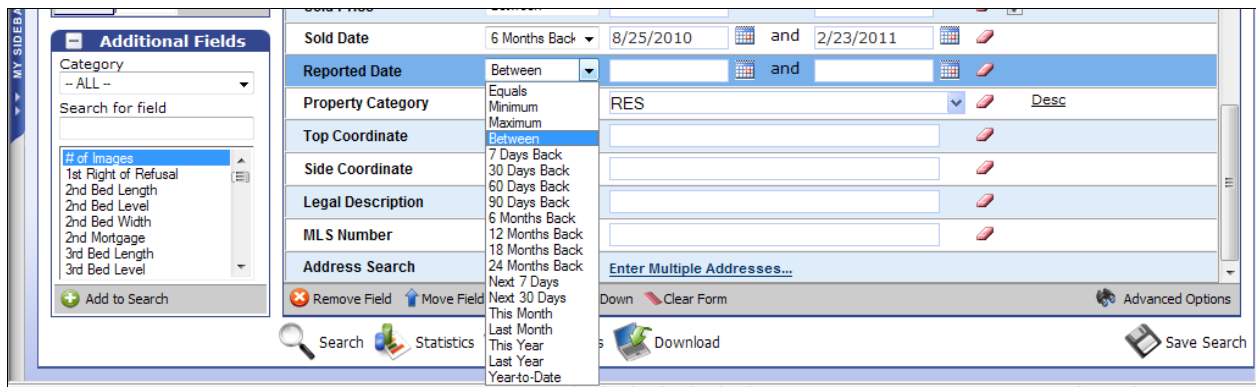 MY SIDEBA
Additional Fields
Category
-- ALL --
Search for field
# of Images
1st Right of Refusal
2nd Bed Length
2nd Bed Level
2nd Bed Width
2nd Mortgage
3rd Bed Length
3rd Bed Level
Add to Search
Sold Price
Between
and
Sold Date
6 Months Back
8/25/2010
and
2/23/2011
Reported Date
Between
and
Equals
Minimum
Maximum
Between
7 Days Back
30 Days Back
60 Days Back
90 Days Back
6 Months Back
12 Months Back
18 Months Back
24 Months Back
Next 7 Days
Next 30 Days
This Month
Last Month
This Year
Last Year
Year-to-Date
Property Category
RES
Desc
Top Coordinate
Side Coordinate
Legal Description
MLS Number
Address Search
Enter Multiple Addresses...
Remove Field
Move Field
Down
Clear Form
Advanced Options
Search
Statistics
s
Download
Save Search